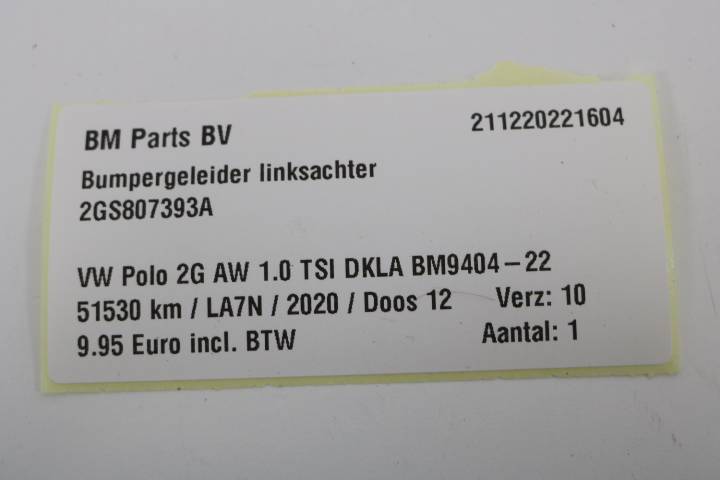 BM Parts BV 211220221604
Bumpergeleider linksachter
2GS807393A
VW Polo 2G AW 1.0 TSI DKLA BM9404-22
51530 km / LA7N / 2020 / Doos 12 Verz: 10
9.95 Euro incl. BTW Aantal: 1